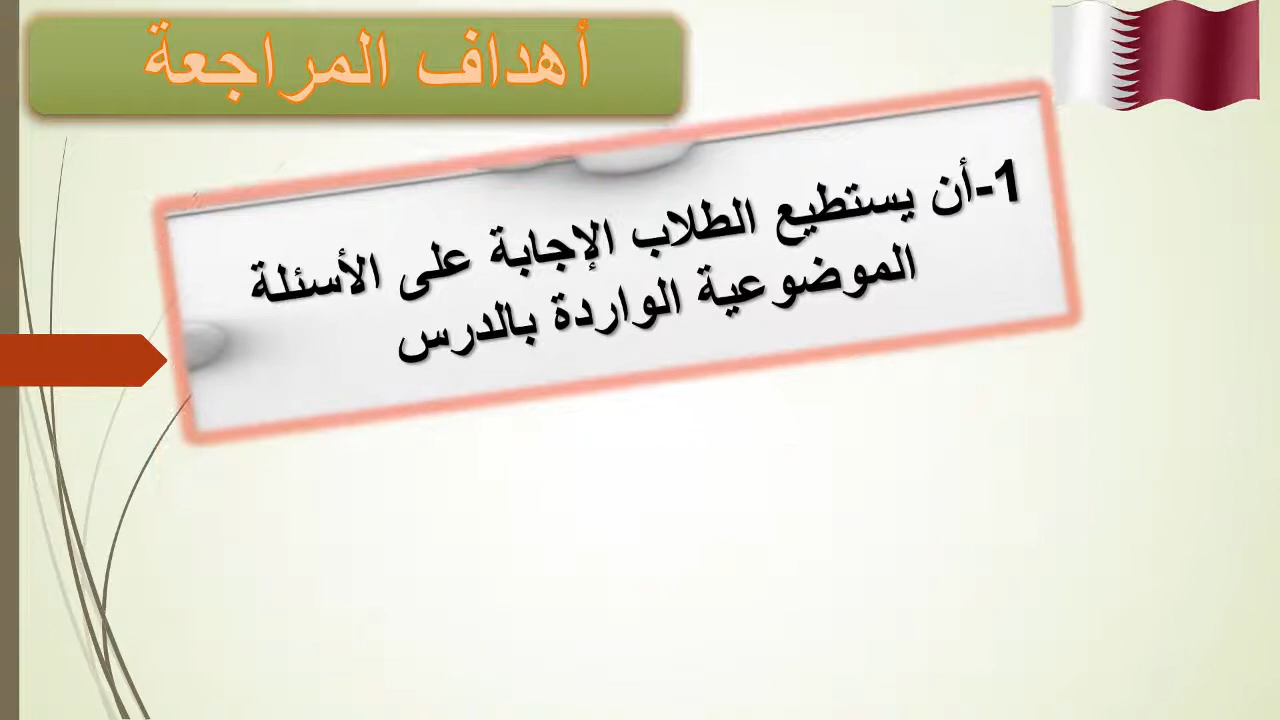 أهداف المراجعة
1-أن يستطيع الطلاب الإجابة على الأسئلة
الموضوعية الواردة بالدرس